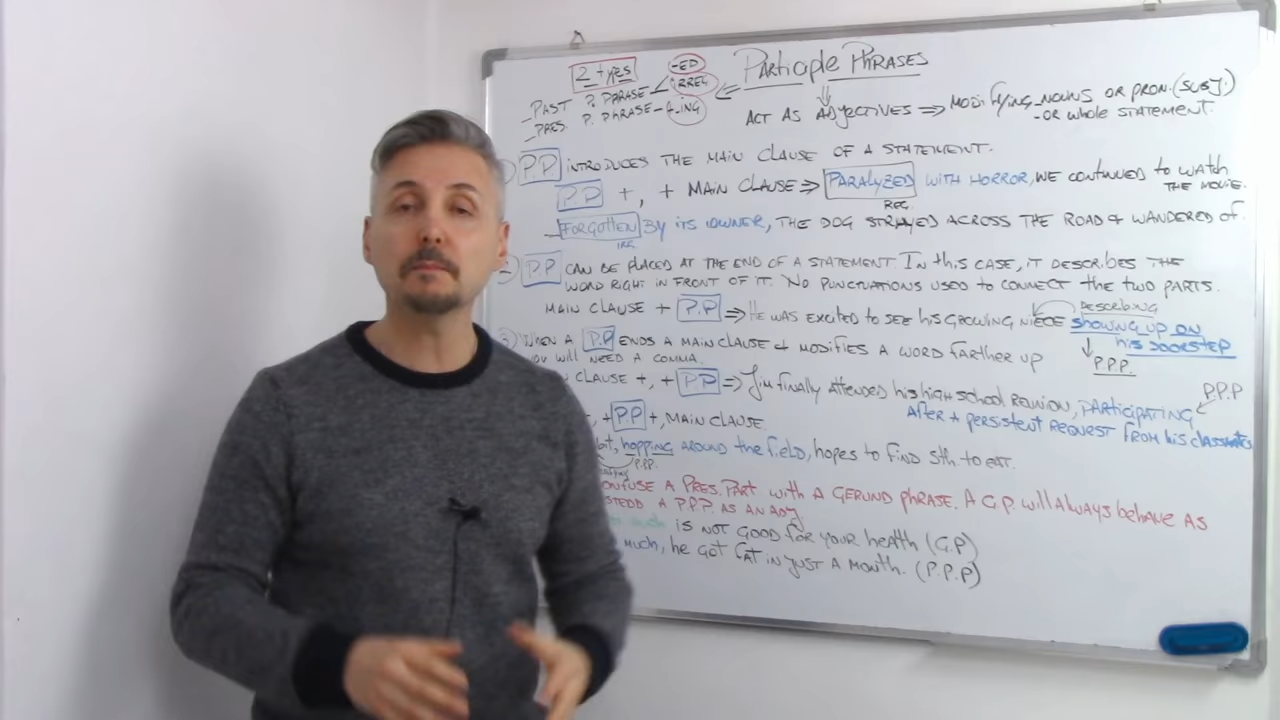 Participle Phrases
2 types
-ED
IRREG
-ING
-PAST P. PHRASE
-PRES. P. PHRASE
ACT AS ADJECTIVES ⇒ MODIFYING NOUNS OR PRON. (SUBJ.)
-OR whole STATEMENT.
P.P INTRODUCES THE MAIN CLAUSE OF A STATEMENT.
P.P +, + MAIN CLAUSE ⇒ PARALYZED WITH HORROR, WE CONTINUED TO WATCH
THE MOVIE.
REG.
FORGOTTEN BY ITS OWNER, THE DOG STRAYED ACROSS THE ROAD & WANDERED OF.
IRG.
P.P CAN BE PLACED AT THE END OF A STATEMENT. IN this CASE, iT DESCRIBES THE
WORD RIGHT IN FRONT OF IT. NO PUNCTUATIONS USED TO CONNECT THE TWO PARTS.
DESCRIBING
MAIN CLAUSE + P.P ⇒ HE WAS EXCITED TO SEE his GROWING NIECE SHOWING UP ON
his DOORSTEP
P.P.P.
3) WHEN A P.P ENDS A MAIN CLAUSE & MODIFIES A WORD FARTHER UP
YOU WILL NEED A COMMA.
CLAUSE +, + P.P ⇒ Jim finally attended his high school REUNION, PARTICIPATING
P.P.P
AFTER A persistent REQUEST FROM his CLASSMATES
, + P.P +, MAIN CLAUSE.
, hopping AROUND the field, hopes to find sth. to eat.
P.P.P.
A PRES. PART with A GERUND PHRASE. A G.P. will Always behave AS
A P.P.P. AS AN ADJ.
IS NOT GOOD FOR YOUR health (G.P)
MUCH, he GOT FAT IN JUST A MONTH. (P.P.P)